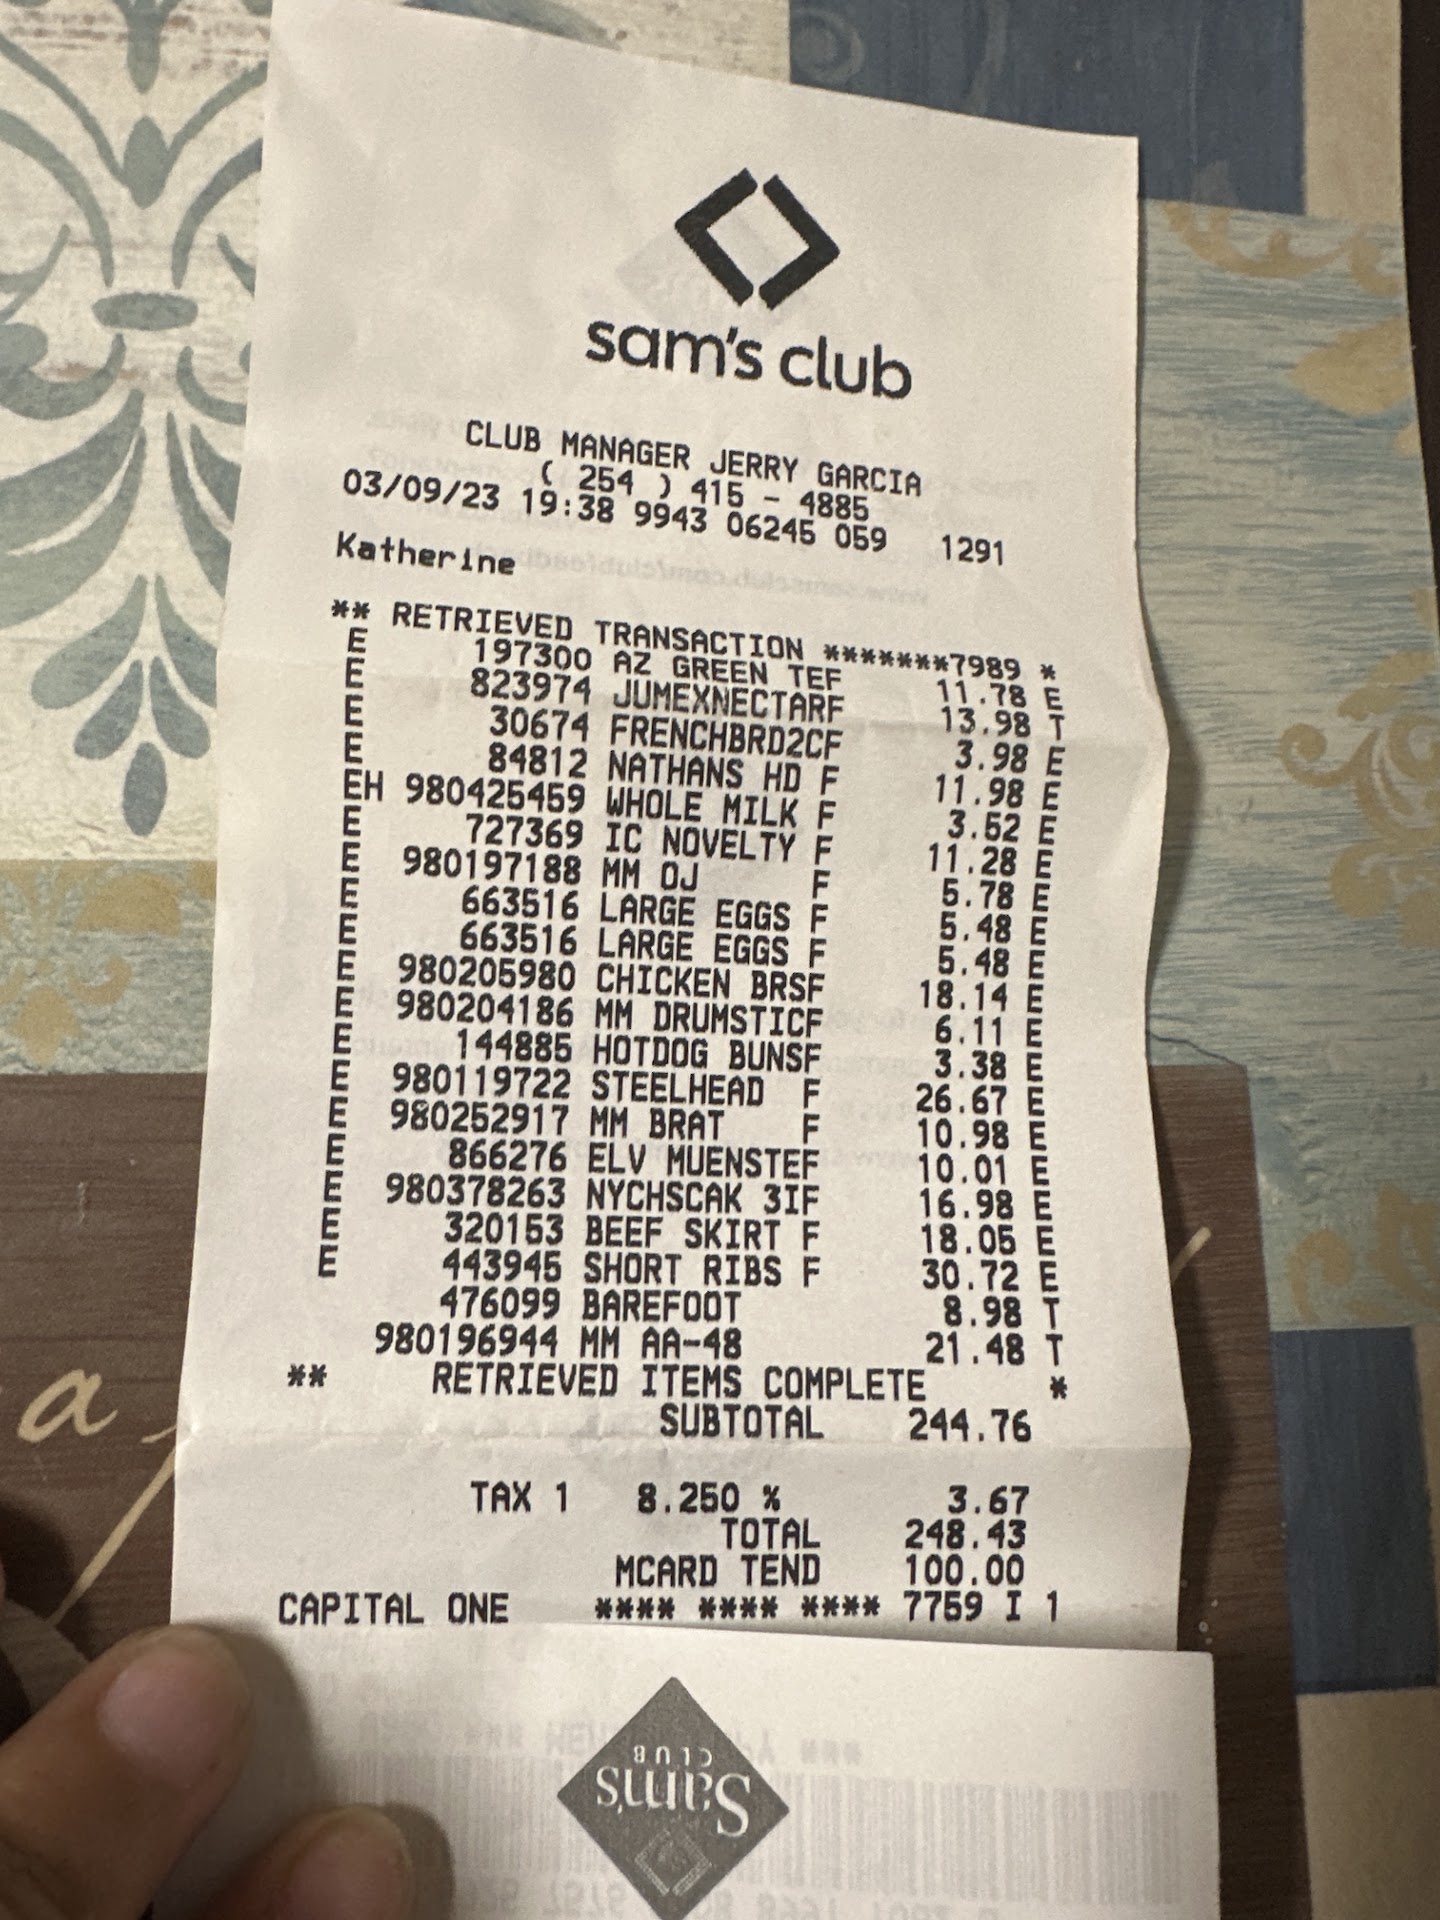 sam's club
CLUB MANAGER JERRY GARCIA
( 254 ) 415 - 4885
03/09/23 19:38 9943 06245 059 1291
Katherine
** RETRIEVED TRANSACTION *******7989 *
E 197300 AZ GREEN TEF 11.78 E
E 823974 JUMEXNECTARF 13.98 T
E 30674 FRENCHBRD2CF 3.98 E
E 84812 NATHANS HD F 11.98 E
EH 980425459 WHOLE MILK F 3.52 E
E 727369 IC NOVELTY F 11.28 E
E 980197188 MM OJ F 5.78 E
E 663516 LARGE EGGS F 5.48 E
E 663516 LARGE EGGS F 5.48 E
E 980205980 CHICKEN BRSF 18.14 E
E 980204186 MM DRUMSTICF 6.11 E
E 144885 HOTDOG BUNSF 3.38 E
E 980119722 STEELHEAD F 26.67 E
E 980252917 MM BRAT F 10.98 E
E 866276 ELV MUENSTEF 10.01 E
E 980378263 NYCHSCAK 3IF 16.98 E
E 320153 BEEF SKIRT F 18.05 E
E 443945 SHORT RIBS F 30.72 E
476099 BAREFOOT 8.98 T
980196944 MM AA-48 21.48 T
** RETRIEVED ITEMS COMPLETE *
SUBTOTAL 244.76
TAX 1 8.250 % 3.67
TOTAL 248.43
MCARD TEND 100.00
CAPITAL ONE **** **** **** 7759 I 1
Sam's
CLUB